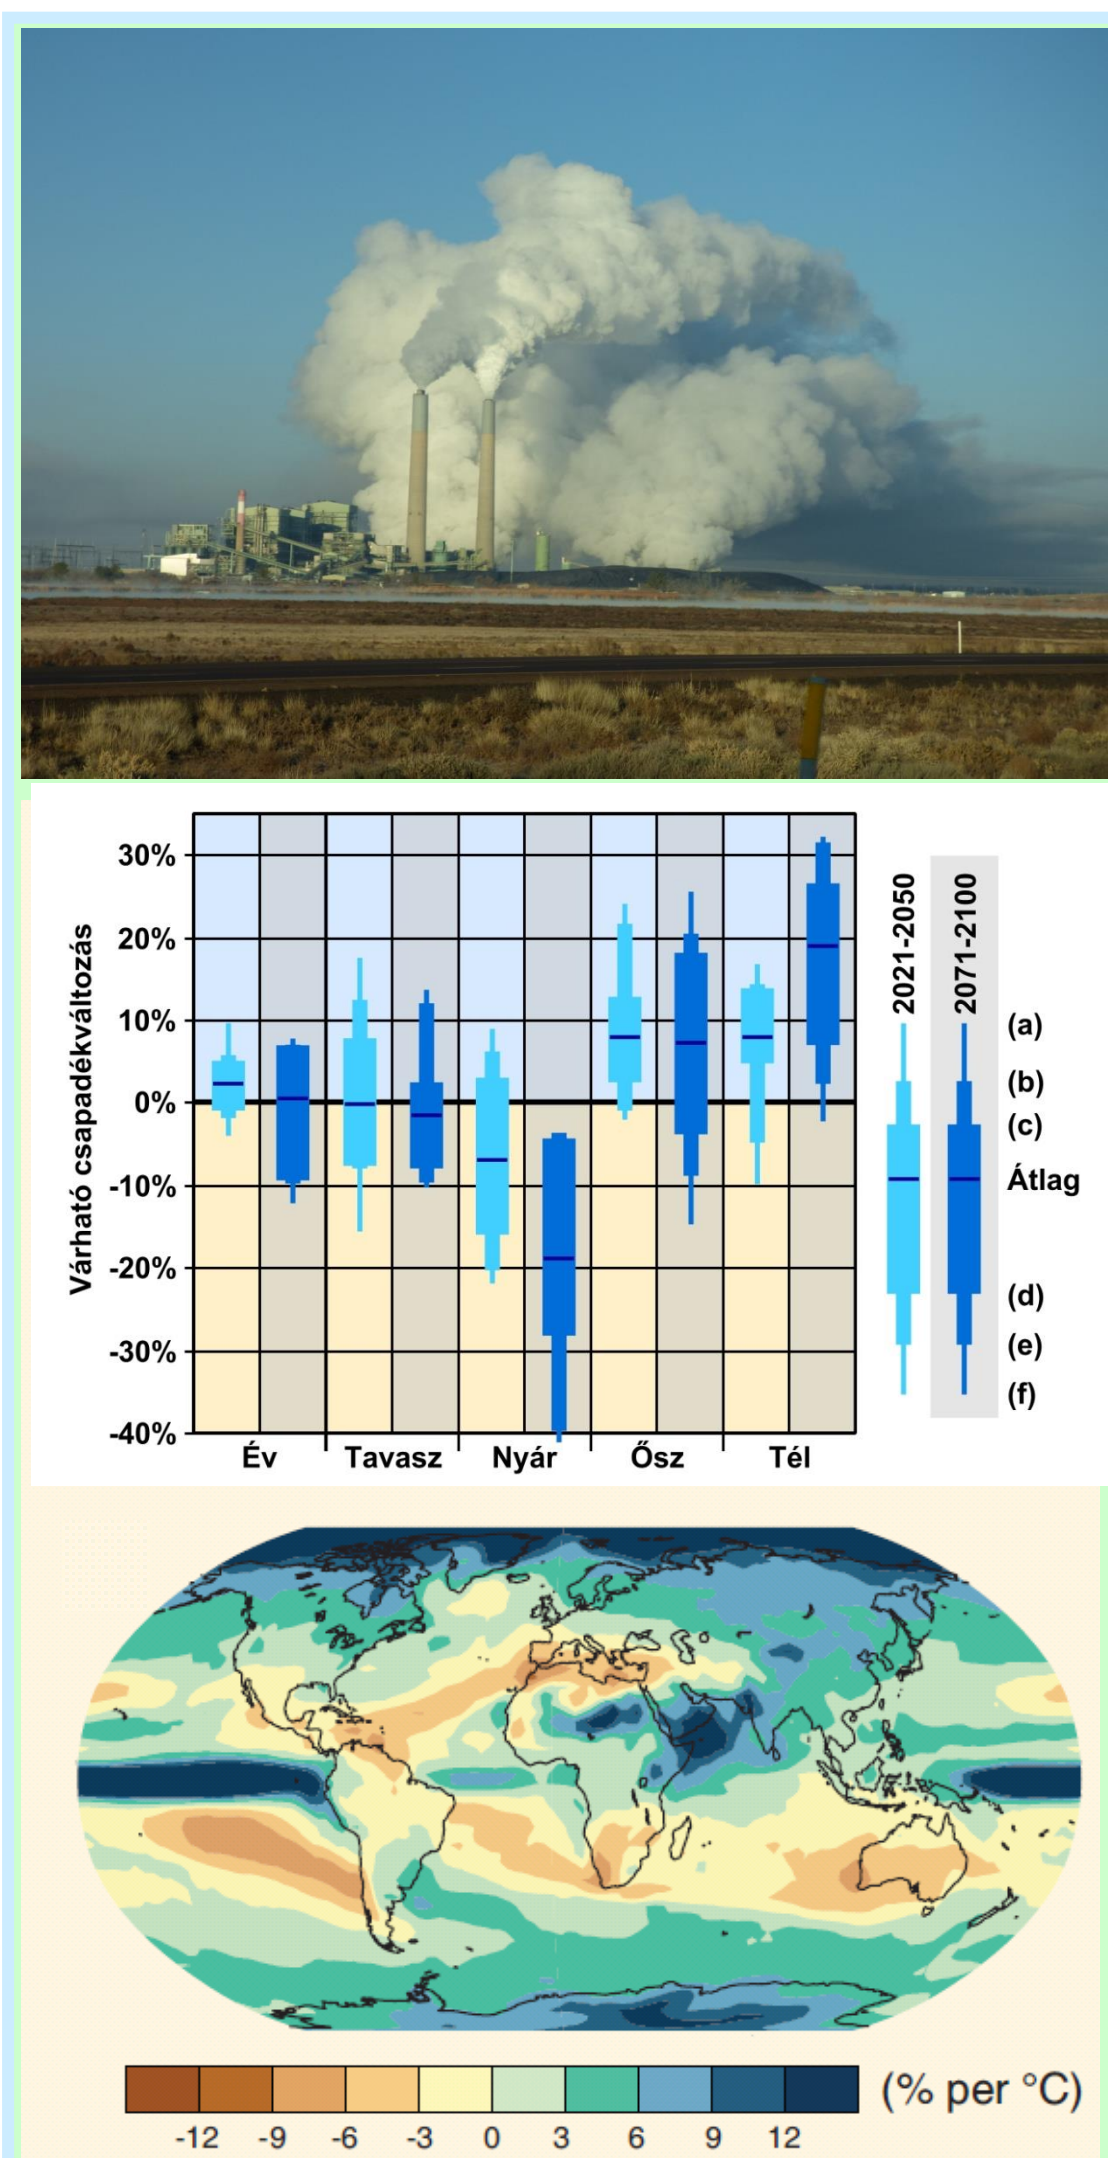 30%
20%
10%
0%
-10%
-20%
-30%
-40%
Várható csapadékváltozás
Év
Tavasz
Nyár
Ősz
Tél
2021-2050
2071-2100
(a)
(b)
(c)
Átlag
(d)
(e)
(f)
(% per °C)
-12 -9 -6 -3 0 3 6 9 12